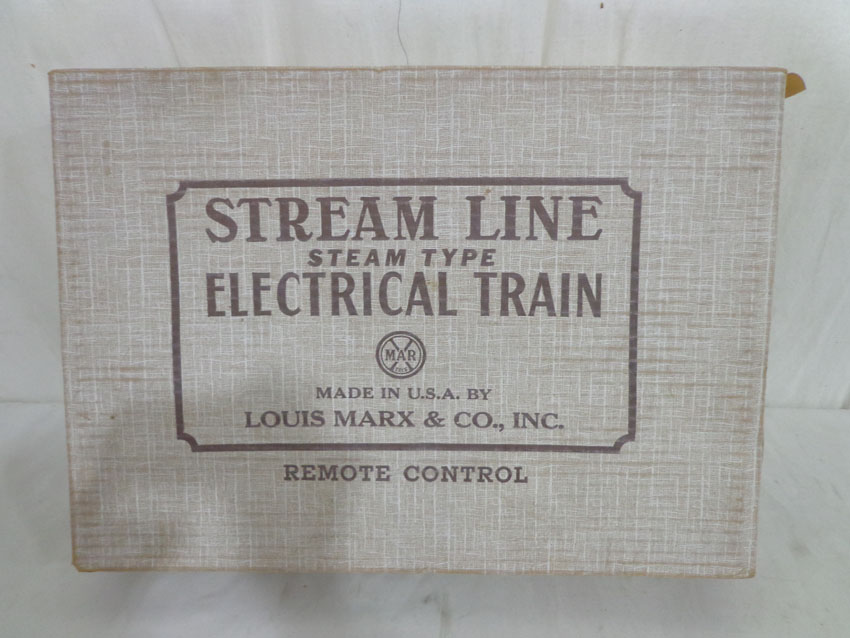 STREAM LINE
STEAM TYPE
ELECTRICAL TRAIN
MAR
MADE IN U.S.A. BY
LOUIS MARX & CO., INC.
REMOTE CONTROL